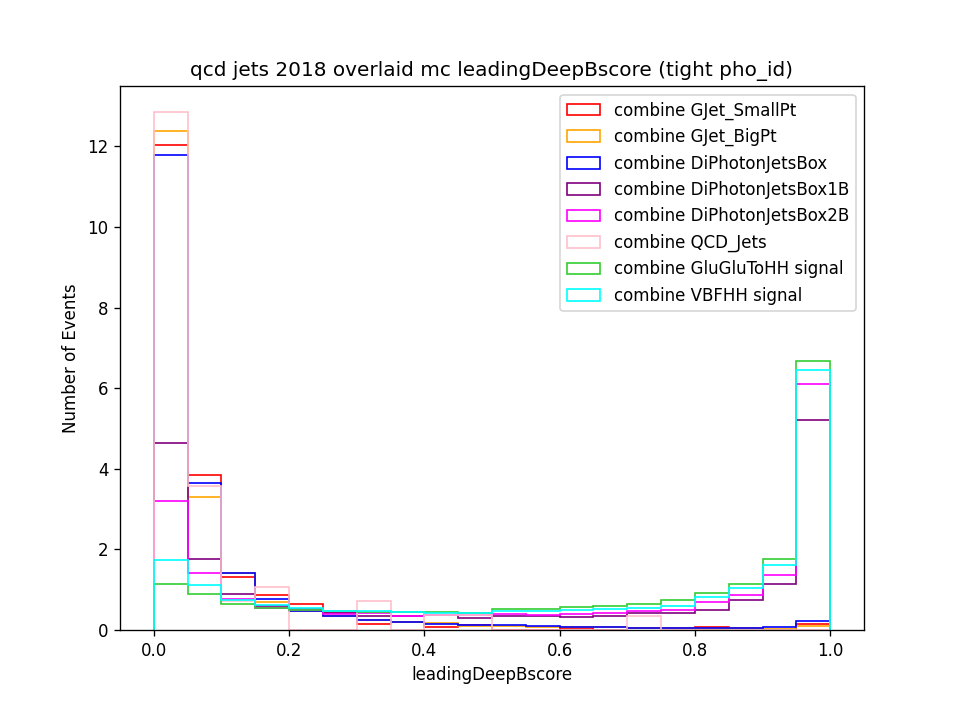 qcd jets 2018 overlaid mc leadingDeepBscore (tight pho_id)
combine GJet_SmallPt
combine GJet_BigPt
combine DiPhotonJetsBox
combine DiPhotonJetsBox1B
combine DiPhotonJetsBox2B
combine QCD_Jets
combine GluGluToHH signal
combine VBFHH signal
Number of Events
12
10
8
6
4
2
0
0.0 0.2 0.4 0.6 0.8 1.0
leadingDeepBscore